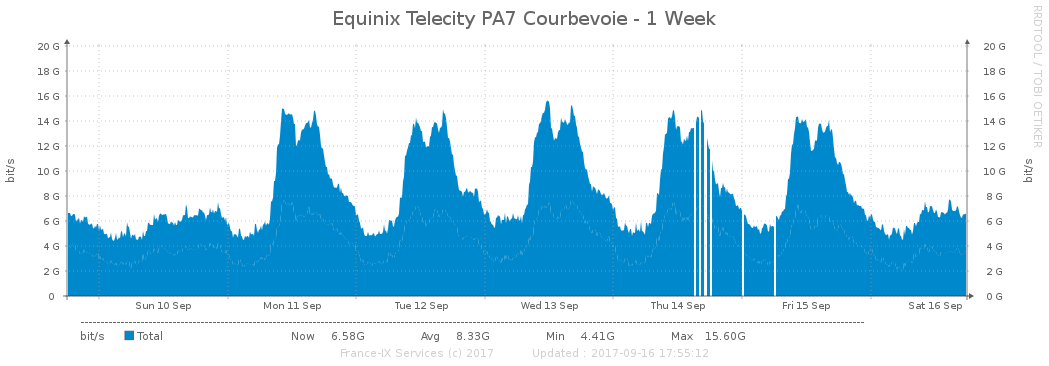 Equinix Telecity PA7 Courbevoie - 1 Week
RRDTOOL / TOBI OETIKER
bit/s
20 G
18 G
16 G
14 G
12 G
10 G
8 G
6 G
4 G
2 G
0
20 G
18 G
16 G
14 G
12 G
10 G
8 G
6 G
4 G
2 G
0 G
bit/s
Sun 10 Sep Mon 11 Sep Tue 12 Sep Wed 13 Sep Thu 14 Sep Fri 15 Sep Sat 16 Sep
bit/s Total Now 6.58G Avg 8.33G Min 4.41G Max 15.60G
France-IX Services (c) 2017 Updated : 2017-09-16 17:55:12